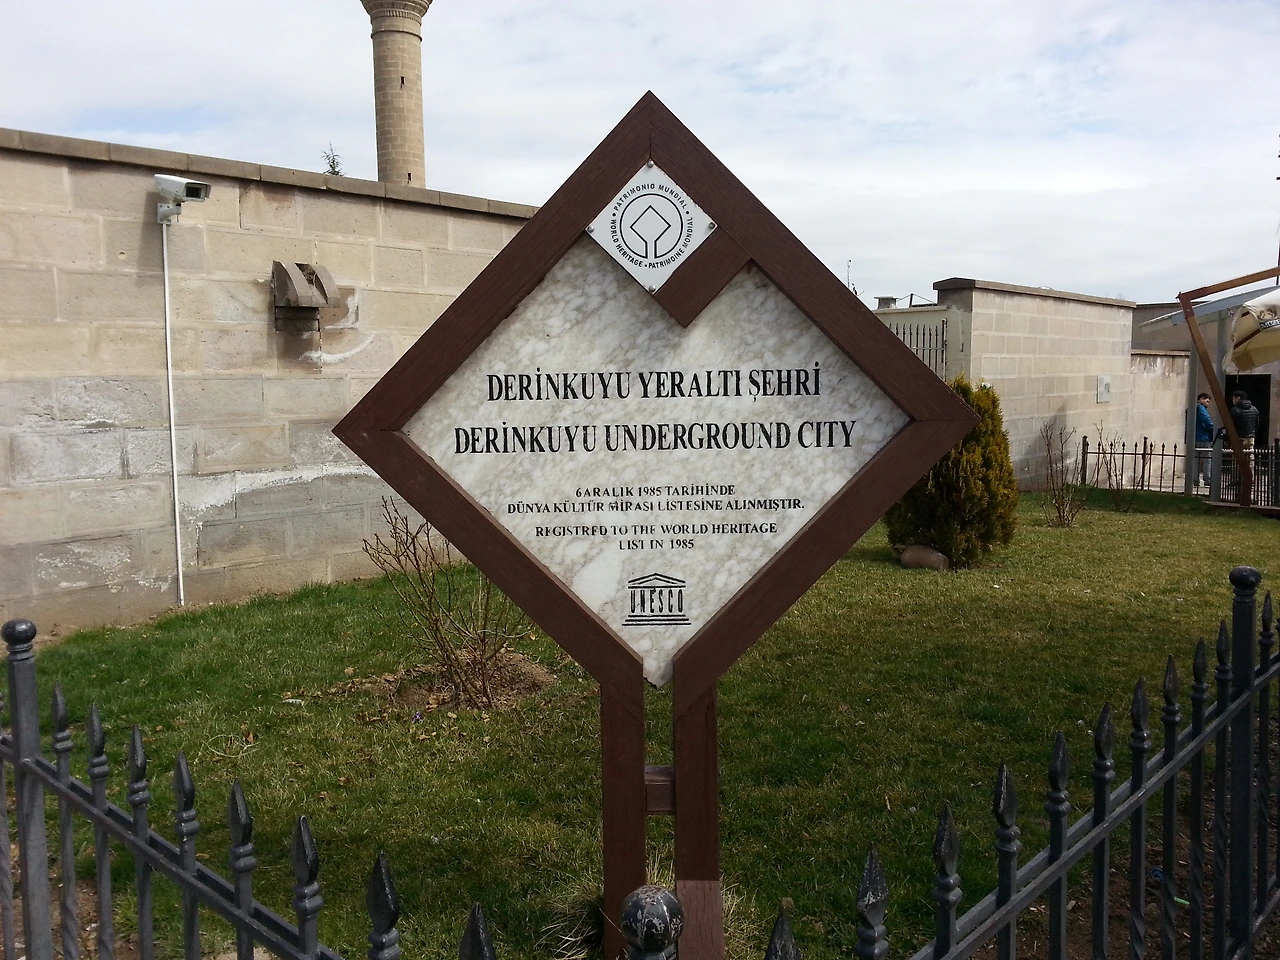 PATRIMONIO MUNDIAL • WORLD HERITAGE • PATRIMOINE MONDIAL •
DERİNKUYU YERALTI ŞEHRİ
DERİNKUYU UNDERGROUND CITY
6 ARALIK 1985 TARİHİNDE
DÜNYA KÜLTÜR MİRASI LİSTESİNE ALINMIŞTIR.
REGISTRED TO THE WORLD HERITAGE
LIST IN 1985
UNESCO